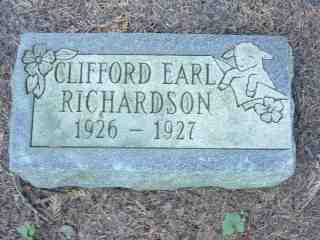 CLIFFORD EARL
RICHARDSON
1926 - 1927